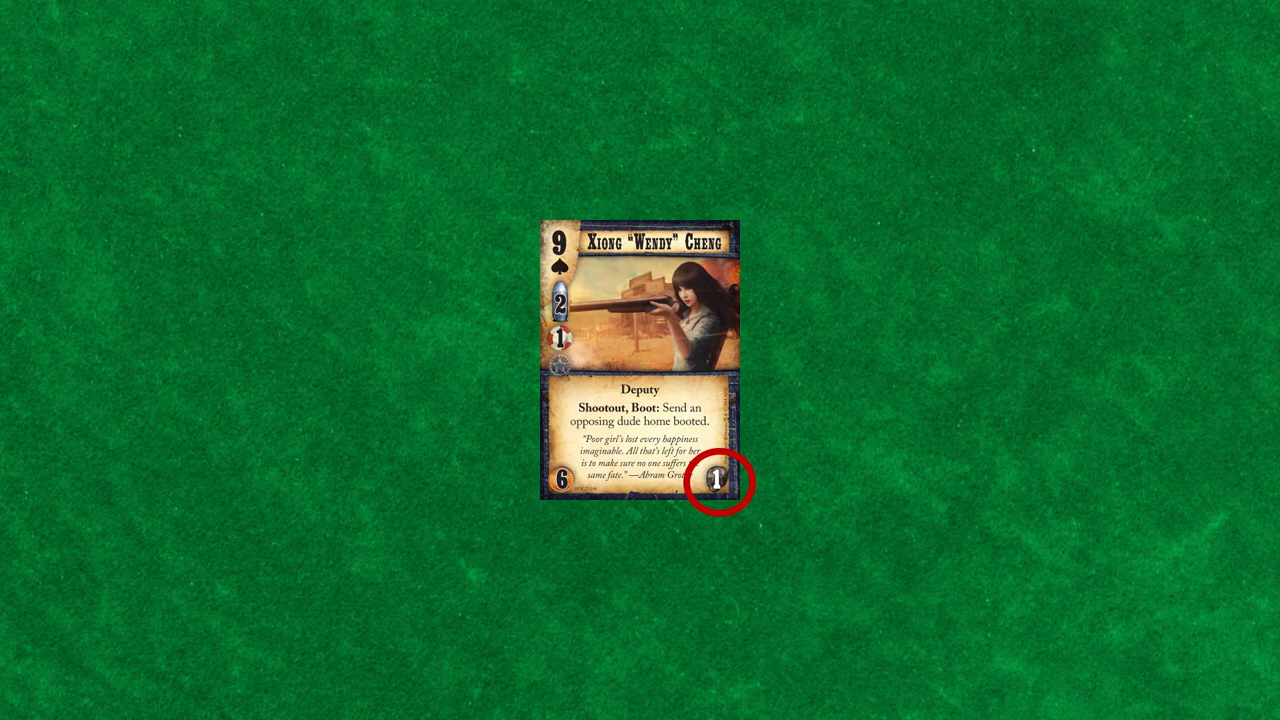 9
Xiong "Wendy" Cheng
2
1
Deputy
Shootout, Boot: Send an
opposing dude home booted.
"Poor girl's lost every happiness
imaginable. All that's left for her
is to make sure no one suffers
same fate." —Abram
6
1